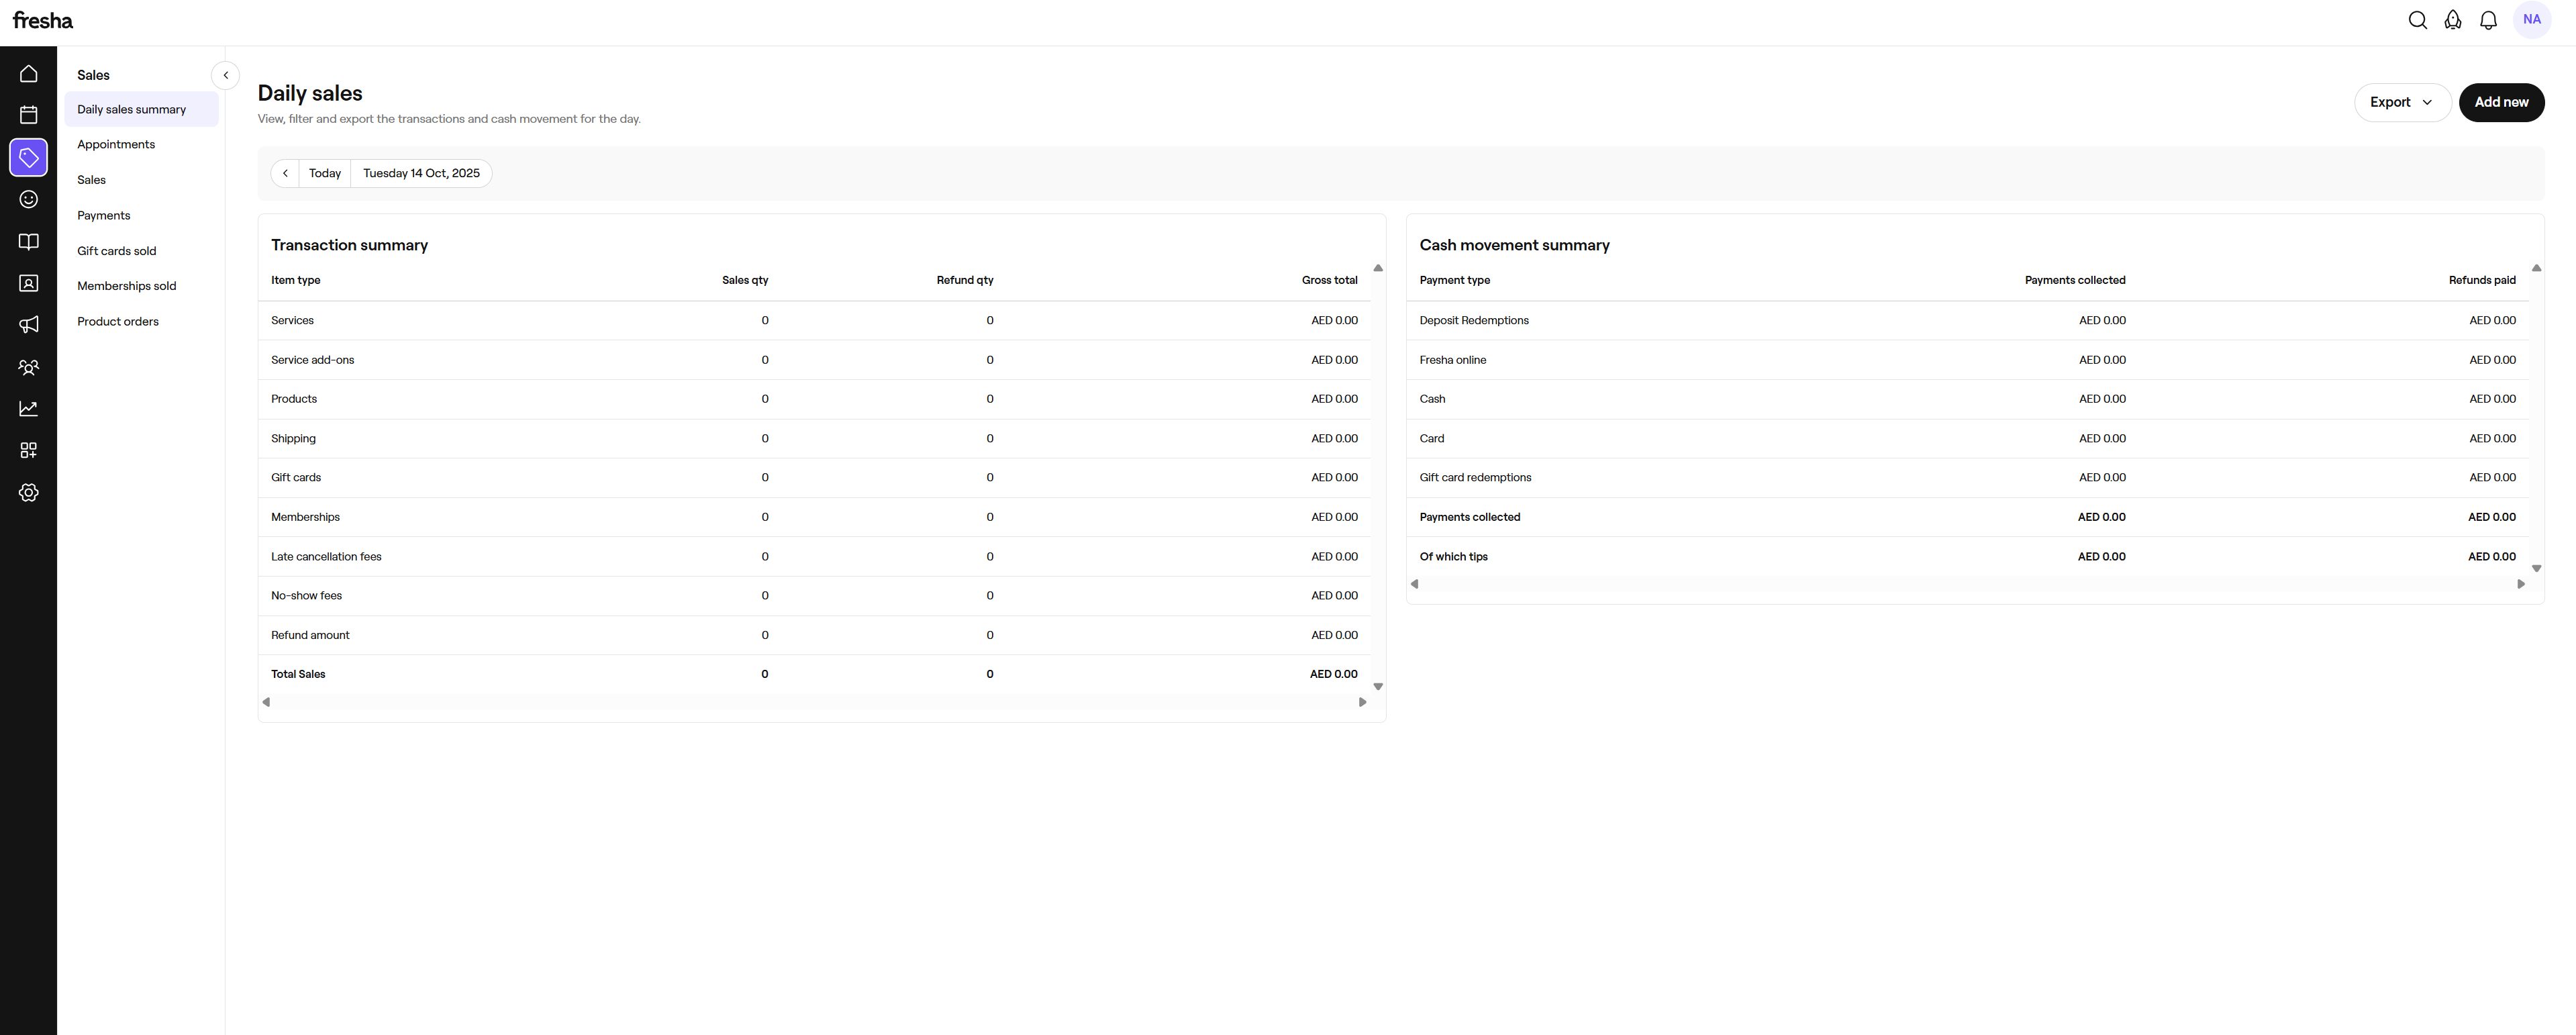 fresha
NA
Sales
Daily sales summary
Appointments
Sales
Payments
Gift cards sold
Memberships sold
Product orders
Daily sales
View, filter and export the transactions and cash movement for the day.
Export
Add new
Today
Tuesday 14 Oct, 2025
Transaction summary
Item type Sales qty Refund qty Gross total
Services 0 0 AED 0.00
Service add-ons 0 0 AED 0.00
Products 0 0 AED 0.00
Shipping 0 0 AED 0.00
Gift cards 0 0 AED 0.00
Memberships 0 0 AED 0.00
Late cancellation fees 0 0 AED 0.00
No-show fees 0 0 AED 0.00
Refund amount 0 0 AED 0.00
Total Sales 0 0 AED 0.00
Cash movement summary
Payment type Payments collected Refunds paid
Deposit Redemptions AED 0.00 AED 0.00
Fresha online AED 0.00 AED 0.00
Cash AED 0.00 AED 0.00
Card AED 0.00 AED 0.00
Gift card redemptions AED 0.00 AED 0.00
Payments collected AED 0.00 AED 0.00
Of which tips AED 0.00 AED 0.00